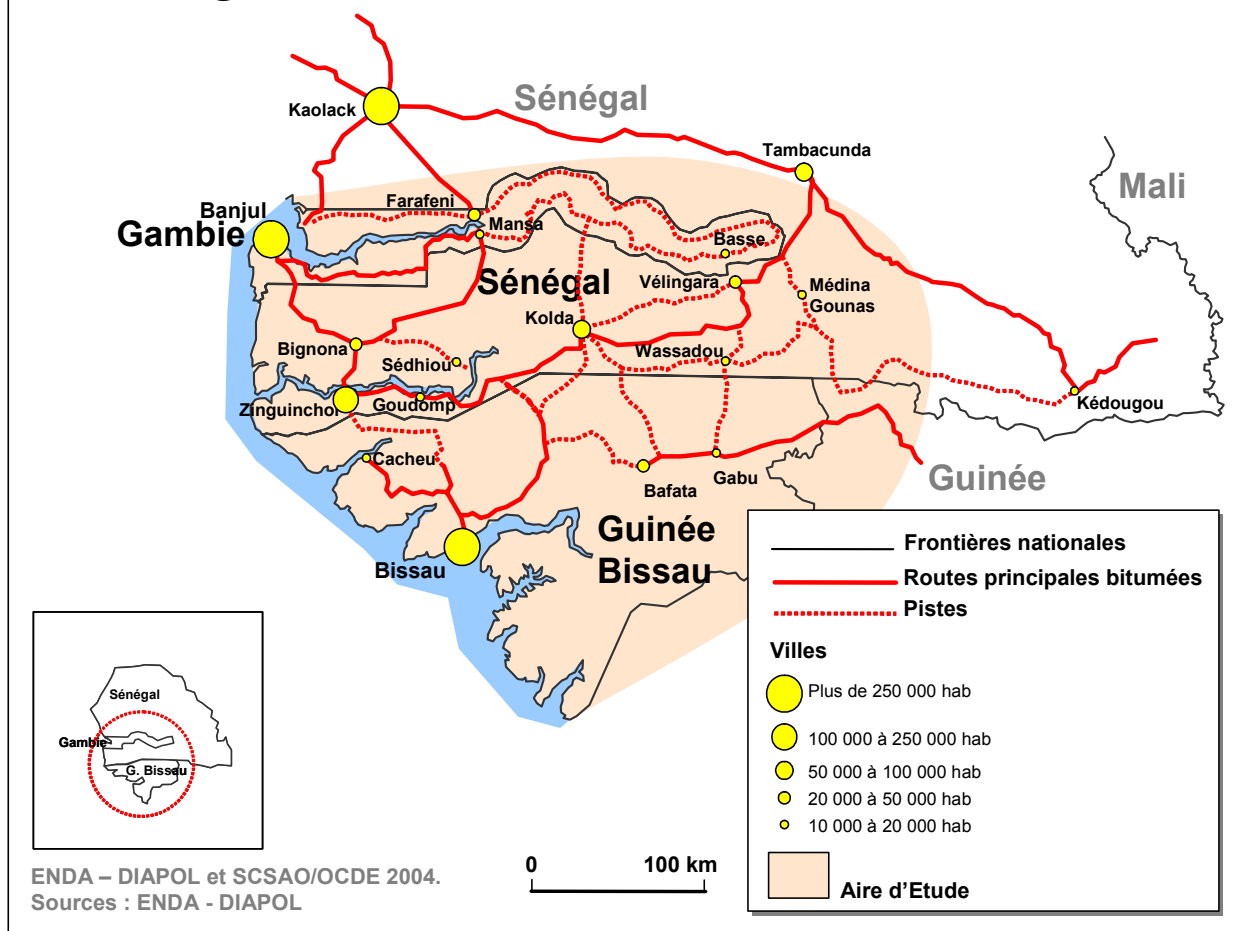 Kaolack
Sénégal
Tambacunda
Mali
Farafeni
Banjul
Mansa
Gambie
Basse
Sénégal
Vélingara
Médina
Gounas
Kolda
Bignona
Wassadou
Sédhiou
Zinguinchor
Goudomp
Kédougou
Cacheu
Bafata
Gabu
Guinée
Guinée
Bissau
Bissau
Frontières nationales
Routes principales bitumées
Pistes
Villes
Plus de 250 000 hab
100 000 à 250 000 hab
50 000 à 100 000 hab
20 000 à 50 000 hab
10 000 à 20 000 hab
Aire d'Etude
Sénégal
Gambie
G. Bissau
0 100 km
ENDA – DIAPOL et SCSAO/OCDE 2004.
Sources : ENDA - DIAPOL